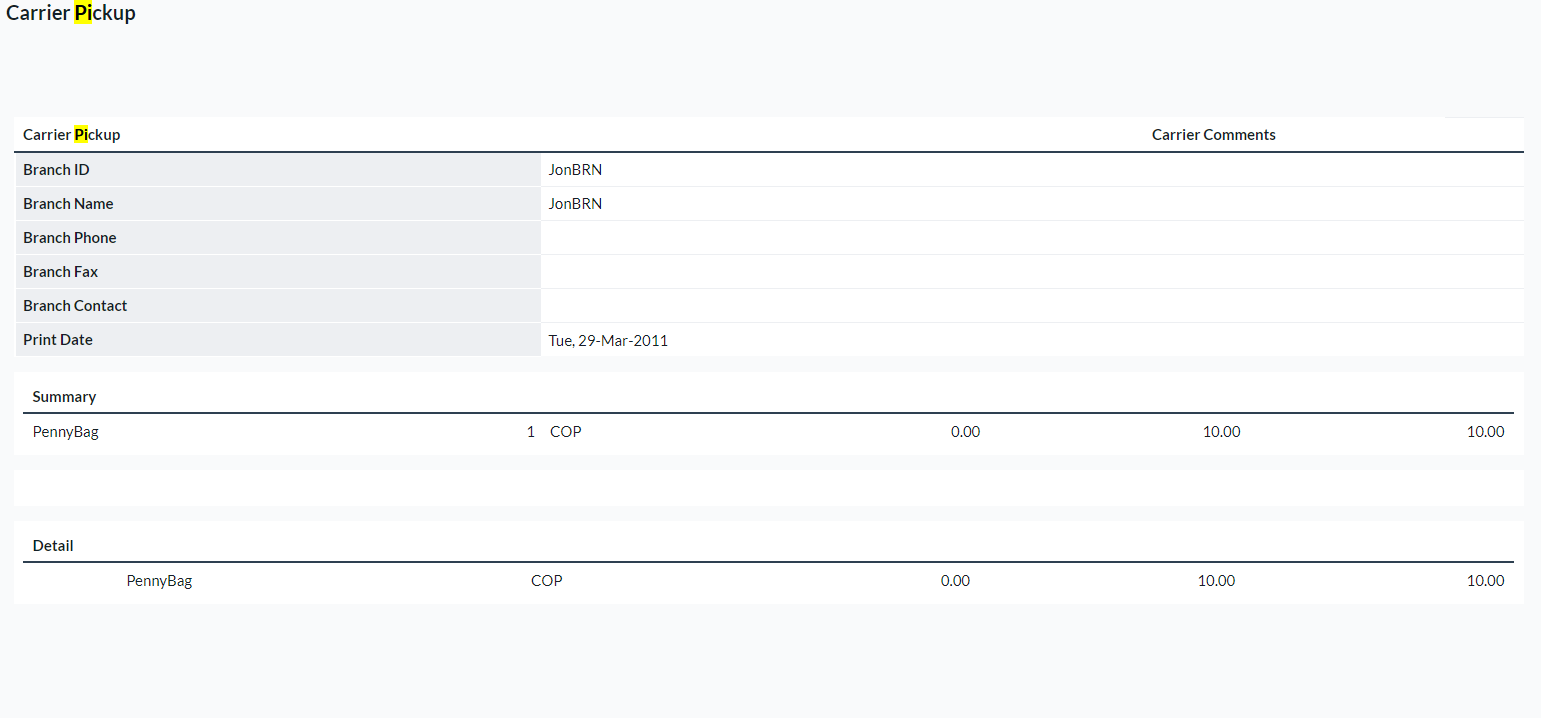 Carrier Pickup
Carrier Pickup Carrier Comments
Branch ID JonBRN
Branch Name JonBRN
Branch Phone
Branch Fax
Branch Contact
Print Date Tue, 29-Mar-2011
Summary
PennyBag 1 COP 0.00 10.00 10.00
Detail
PennyBag COP 0.00 10.00 10.00